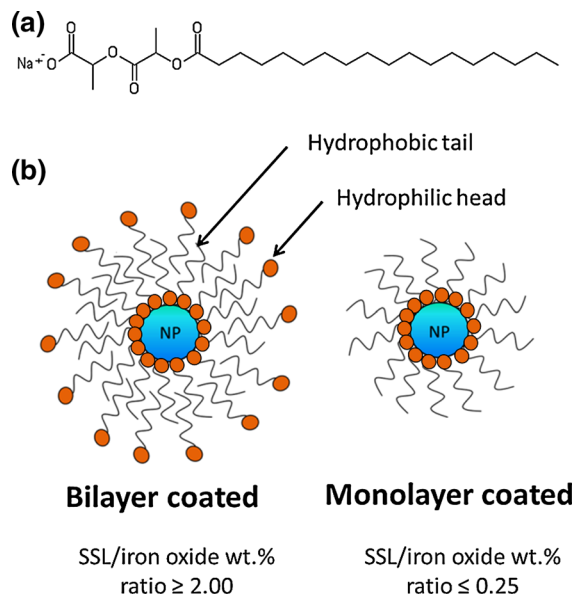 (a)
O
O
Na+
-O
O
O
O
O
(b)
Hydrophobic tail
Hydrophilic head
NP
NP
Bilayer coated
Monolayer coated
SSL/iron oxide wt.%
ratio ≥ 2.00
SSL/iron oxide wt.%
ratio ≤ 0.25